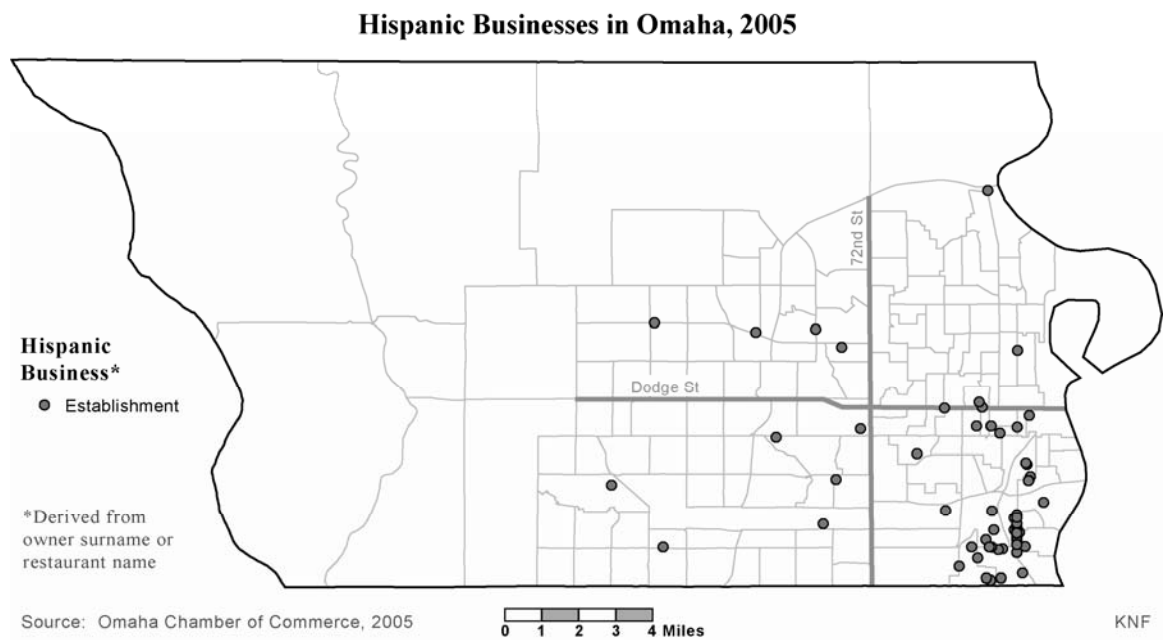 Hispanic Businesses in Omaha, 2005
72nd St
Dodge St
Hispanic
Business*
Establishment
*Derived from
owner surname or
restaurant name
Source: Omaha Chamber of Commerce, 2005
0 1 2 3 4 Miles
KNF